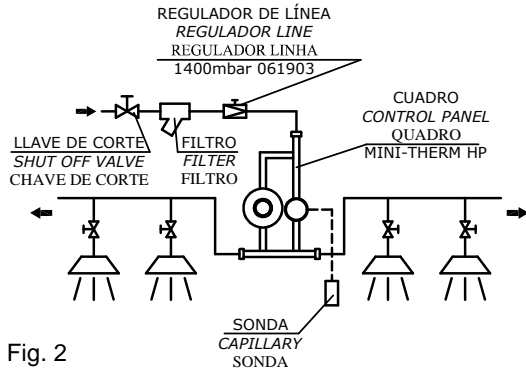 REGULADOR DE LÍNEA
REGULADOR LINE
REGULADOR LINHA
1400mbar 061903
CUADRO
CONTROL PANEL
QUADRO
MINI-THERM HP
LLAVE DE CORTE
SHUT OFF VALVE
CHAVE DE CORTE
FILTRO
FILTER
FILTRO
SONDA
CAPILLARY
SONDA
Fig. 2